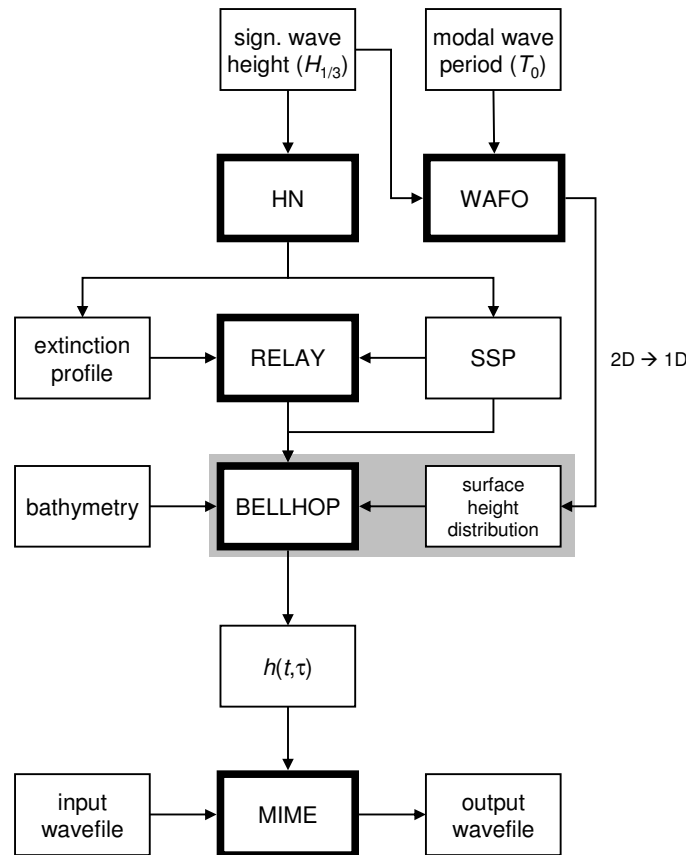 sign. wave
height (H1/3)
modal wave
period (T0)
HN
WAFO
extinction
profile
RELAY
SSP
2D → 1D
bathymetry
BELLHOP
surface
height
distribution
h(t,τ)
input
wavefile
MIME
output
wavefile